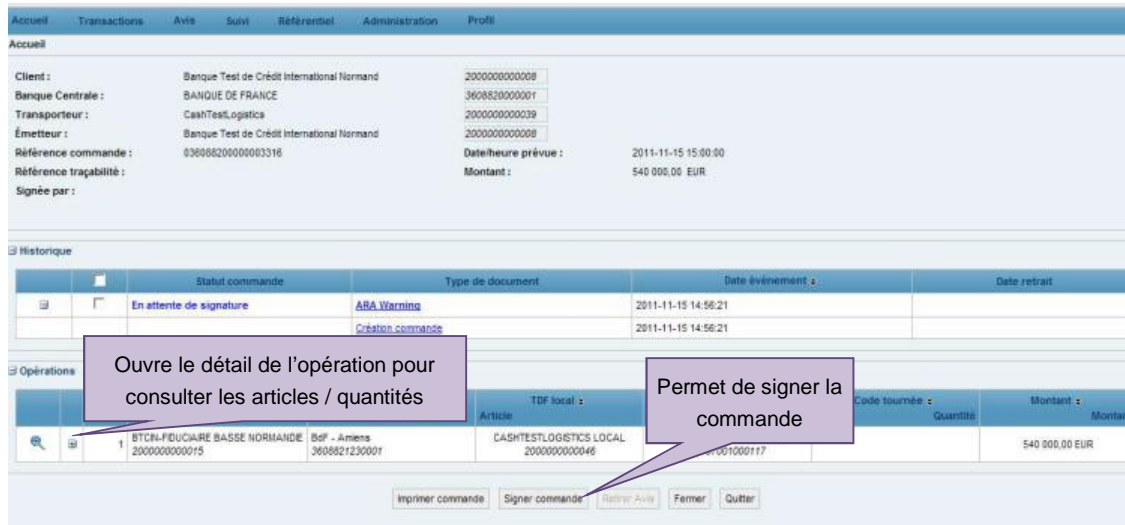 Accueil Transactions Avis Suivi Référentiel Administration Profil
Accueil
Client : Banque Test de Crédit International Normand 2000000000008
Banque Centrale : BANQUE DE FRANCE 3608820000001
Transporteur : CashTestLogistics 2000000000039
Émetteur : Banque Test de Crédit International Normand 2000000000008
Référence commande : 036088200000003316 Date/heure prévue : 2011-11-15 15:00:00
Référence traçabilité : Montant : 540 000,00 EUR
Signée par :
Historique
Statut commande Type de document Date évènement Date retrait
En attente de signature ARA Warning 2011-11-15 14:56:21
Création commande 2011-11-15 14:56:21
Ouvre le détail de l'opération pour
consulter les articles / quantités
Permet de signer la
commande
Opérations
TDF local Code tournée Montant
Article Quantité Montan
1 BTCIN-FIDUCIAIRE BASSE NORMANDIE BdF - Amiens CASHTESTLOGISTICS LOCAL 540 000,00 EUR
2000000000015 3608821230001 2000000000046 07001000117
Imprimer commande Signer commande Retirer Avis Fermer Quitter